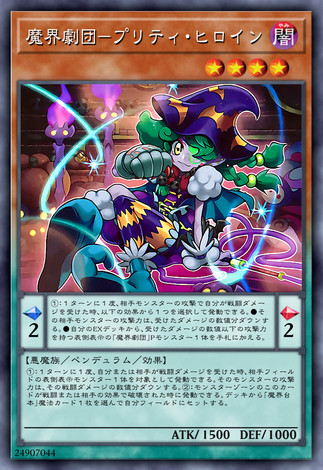 魔界劇団-プリティ・ヒロイン
闇
やみ
①:1ターンに1度、相手モンスターの攻撃で自分が戦闘ダメー
ジを受けた時、以下の効果から1つを選択して発動できる。●そ
の相手モンスターの攻撃力は、受けたダメージの数値分ダウンす
る。●自分のEXデッキから、受けたダメージの数値以下の攻撃力
を持つ表側表示の「魔界劇団」Pモンスター1体を手札に加える。
2
2
【悪魔族/ペンデュラム/効果】
①:1ターンに1度、自分または相手が戦闘ダメージを受けた時、相手フィー
ルドの表側表示モンスター1体を対象として発動できる。そのモンスターの攻撃力
は、その戦闘ダメージの数値分ダウンする。②:モンスターゾーンのこのカー
ドが戦闘または相手の効果で破壊された時に発動できる。デッキから「魔界台
本」魔法カード1枚を選んで自分フィールドにセットする。
ATK/1500 DEF/1000
24907044